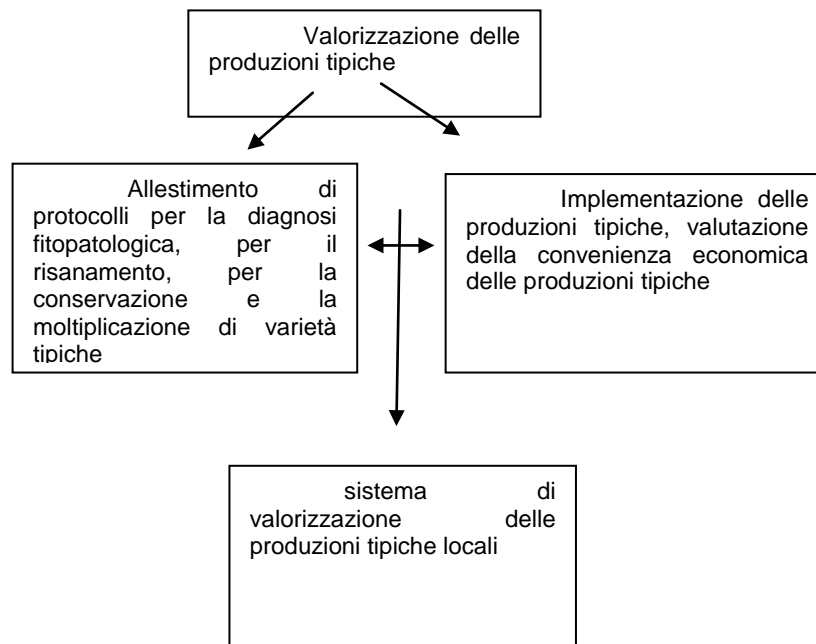 Valorizzazione delle
produzioni tipiche
Allestimento di
protocolli per la diagnosi
fitopatologica, per il
risanamento, per la
conservazione e la
moltiplicazione di varietà
tipiche
Implementazione delle
produzioni tipiche, valutazione
della convenienza economica
delle produzioni tipiche
sistema di
valorizzazione delle
produzioni tipiche locali